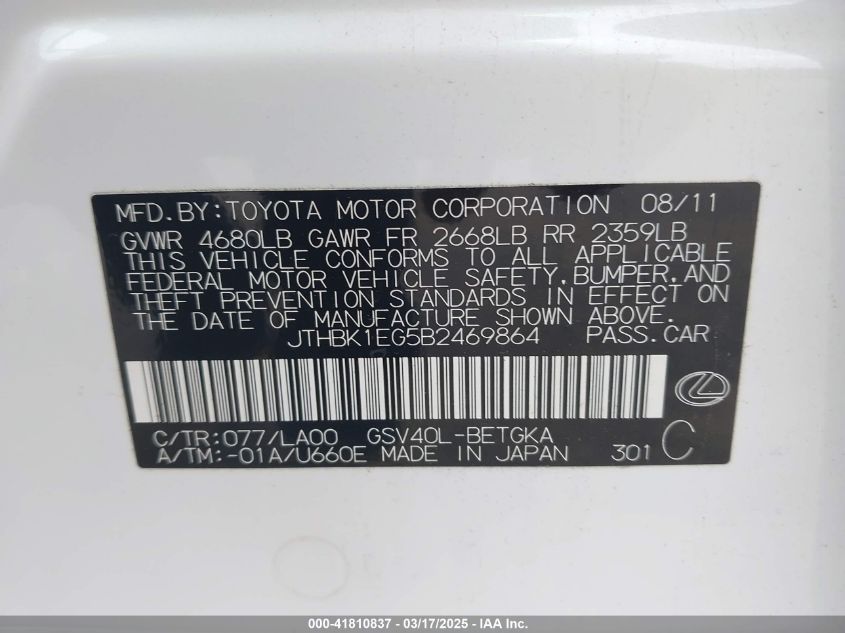 MFD.BY:TOYOTA MOTOR CORPORATION 08/11
GVWR 4680LB GAWR FR 2668LB RR 2359LB
THIS VEHICLE CONFORMS TO ALL APPLICABLE
FEDERAL MOTOR VEHICLE SAFETY,BUMPER,AND
THEFT PREVENTION STANDARDS IN EFFECT ON
THE DATE OF MANUFACTURE SHOWN ABOVE.
JTHBK1EG5B2469864 PASS.CAR
C/TR:077/LA00 GSV40L-BETGKA
A/TM:-01A/U660E MADE IN JAPAN 301 C
000-41810837 - 03/17/2025 - IAA Inc.